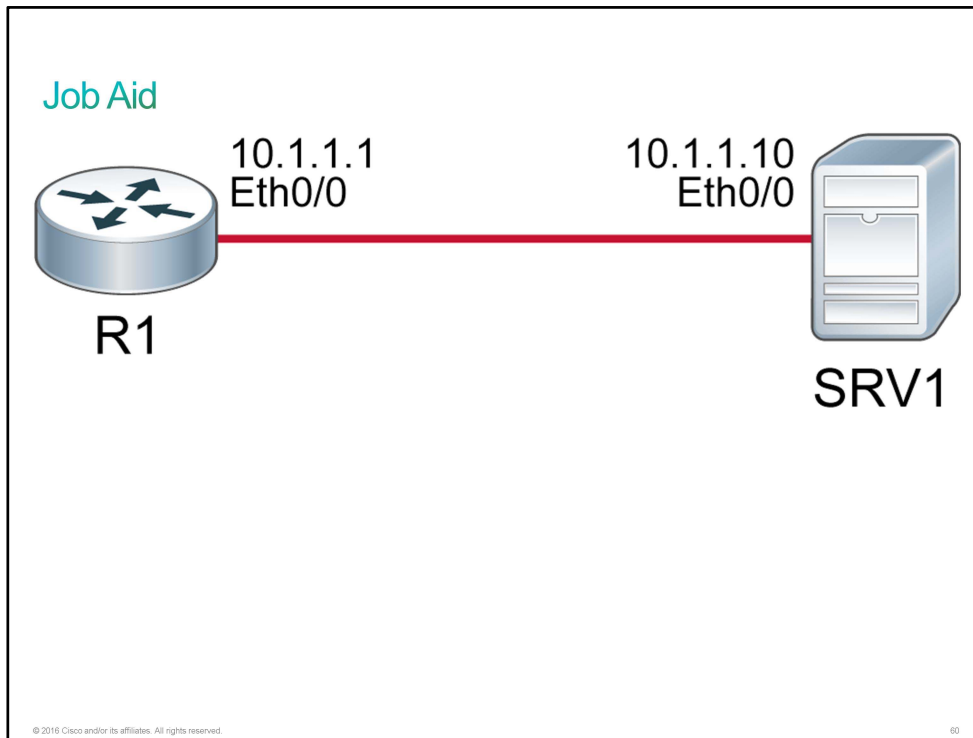 Job Aid
10.1.1.1
Eth0/0
10.1.1.10
Eth0/0
R1
SRV1
© 2016 Cisco and/or its affiliates. All rights reserved.
60